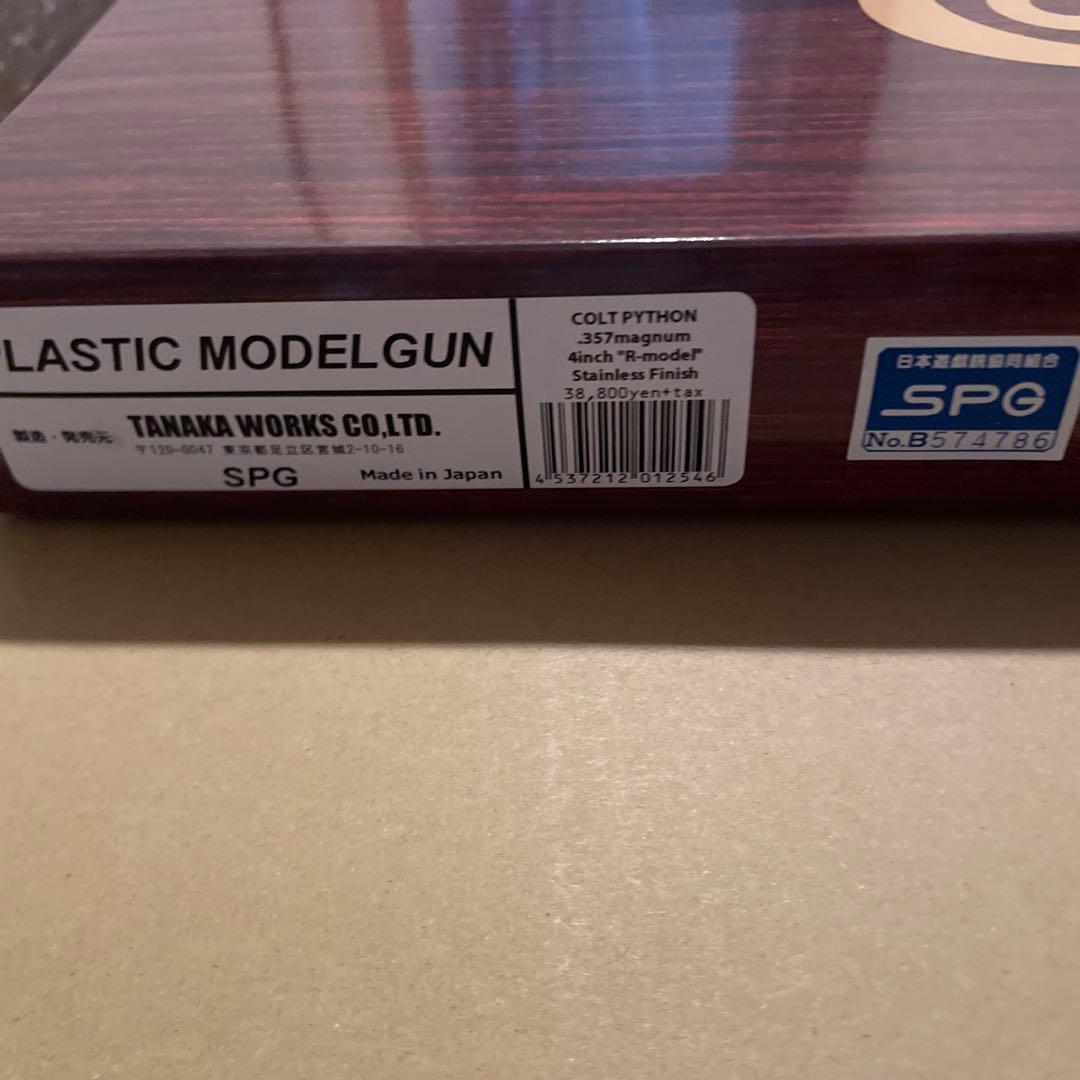 PLASTIC MODELGUN
製造・発売元 TANAKA WORKS CO,LTD.
〒120-0047 東京都足立区宮城2-10-16
SPG Made in Japan
COLT PYTHON
.357magnum
4inch "R-model"
Stainless Finish
38,800yen+tax
4 537212 012546
日本遊戯銃協同組合
SPG
No.B574786